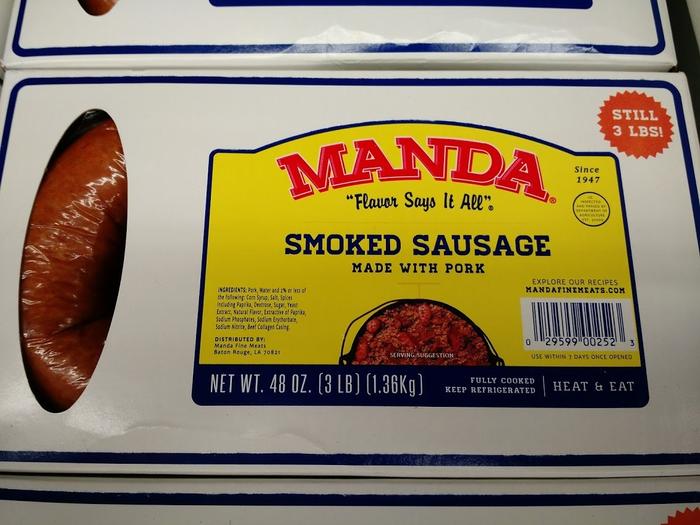 STILL
3 LBS!
MANDA®
Since
1947
"Flavor Says It All"®
SMOKED SAUSAGE
MADE WITH PORK
INGREDIENTS: Pork, Water and 2% or less of
the following: Corn Syrup, Salt, Spices
Including Paprika, Dextrose, Sugar, Yeast
Extract, Natural Flavor, Extractive of Paprika,
Sodium Phosphates, Sodium Erythorbate,
Sodium Nitrite, Beef Collagen Casing.
DISTRIBUTED BY:
Manda Fine Meats
Baton Rouge, LA 70821
SERVING SUGGESTION
EXPLORE OUR RECIPES
MANDAFINEMEATS.COM
0 29599 00252 3
USE WITHIN 7 DAYS ONCE OPENED
NET WT. 48 OZ. (3 LB) (1.36Kg)
FULLY COOKED
KEEP REFRIGERATED
HEAT & EAT